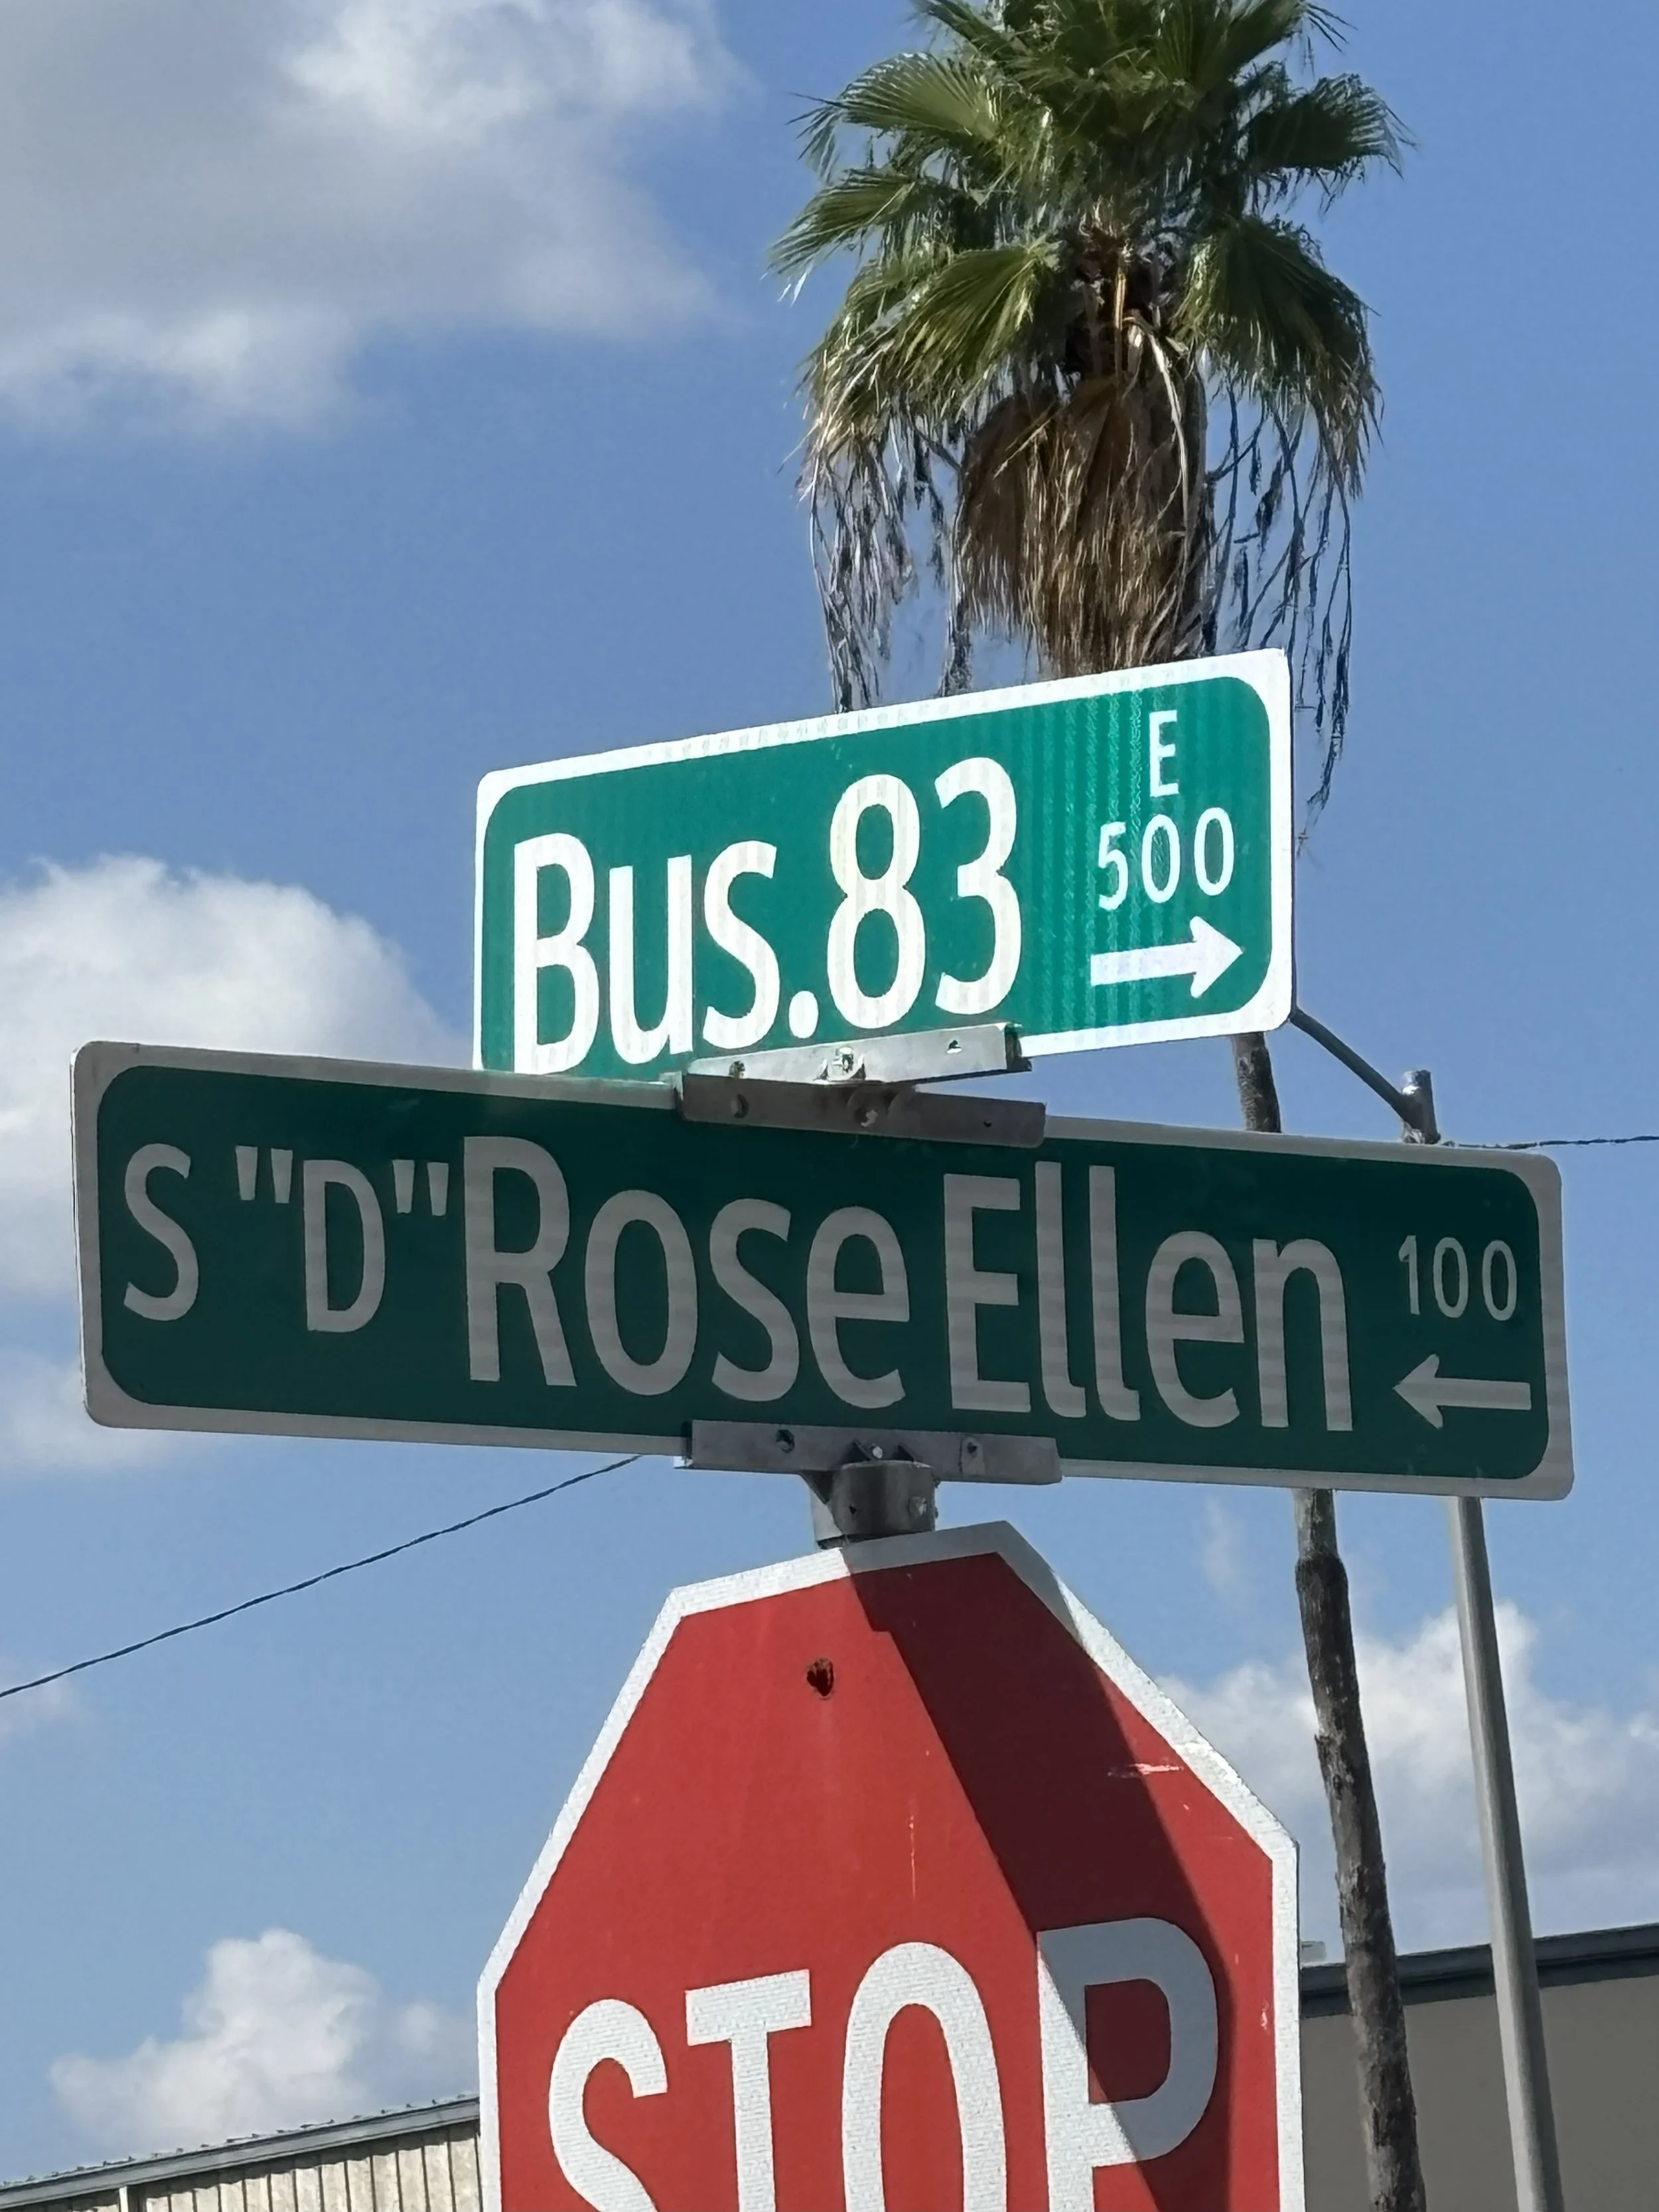 Bus.83 E
500
→
S "D" Rose Ellen 100
←
STOP